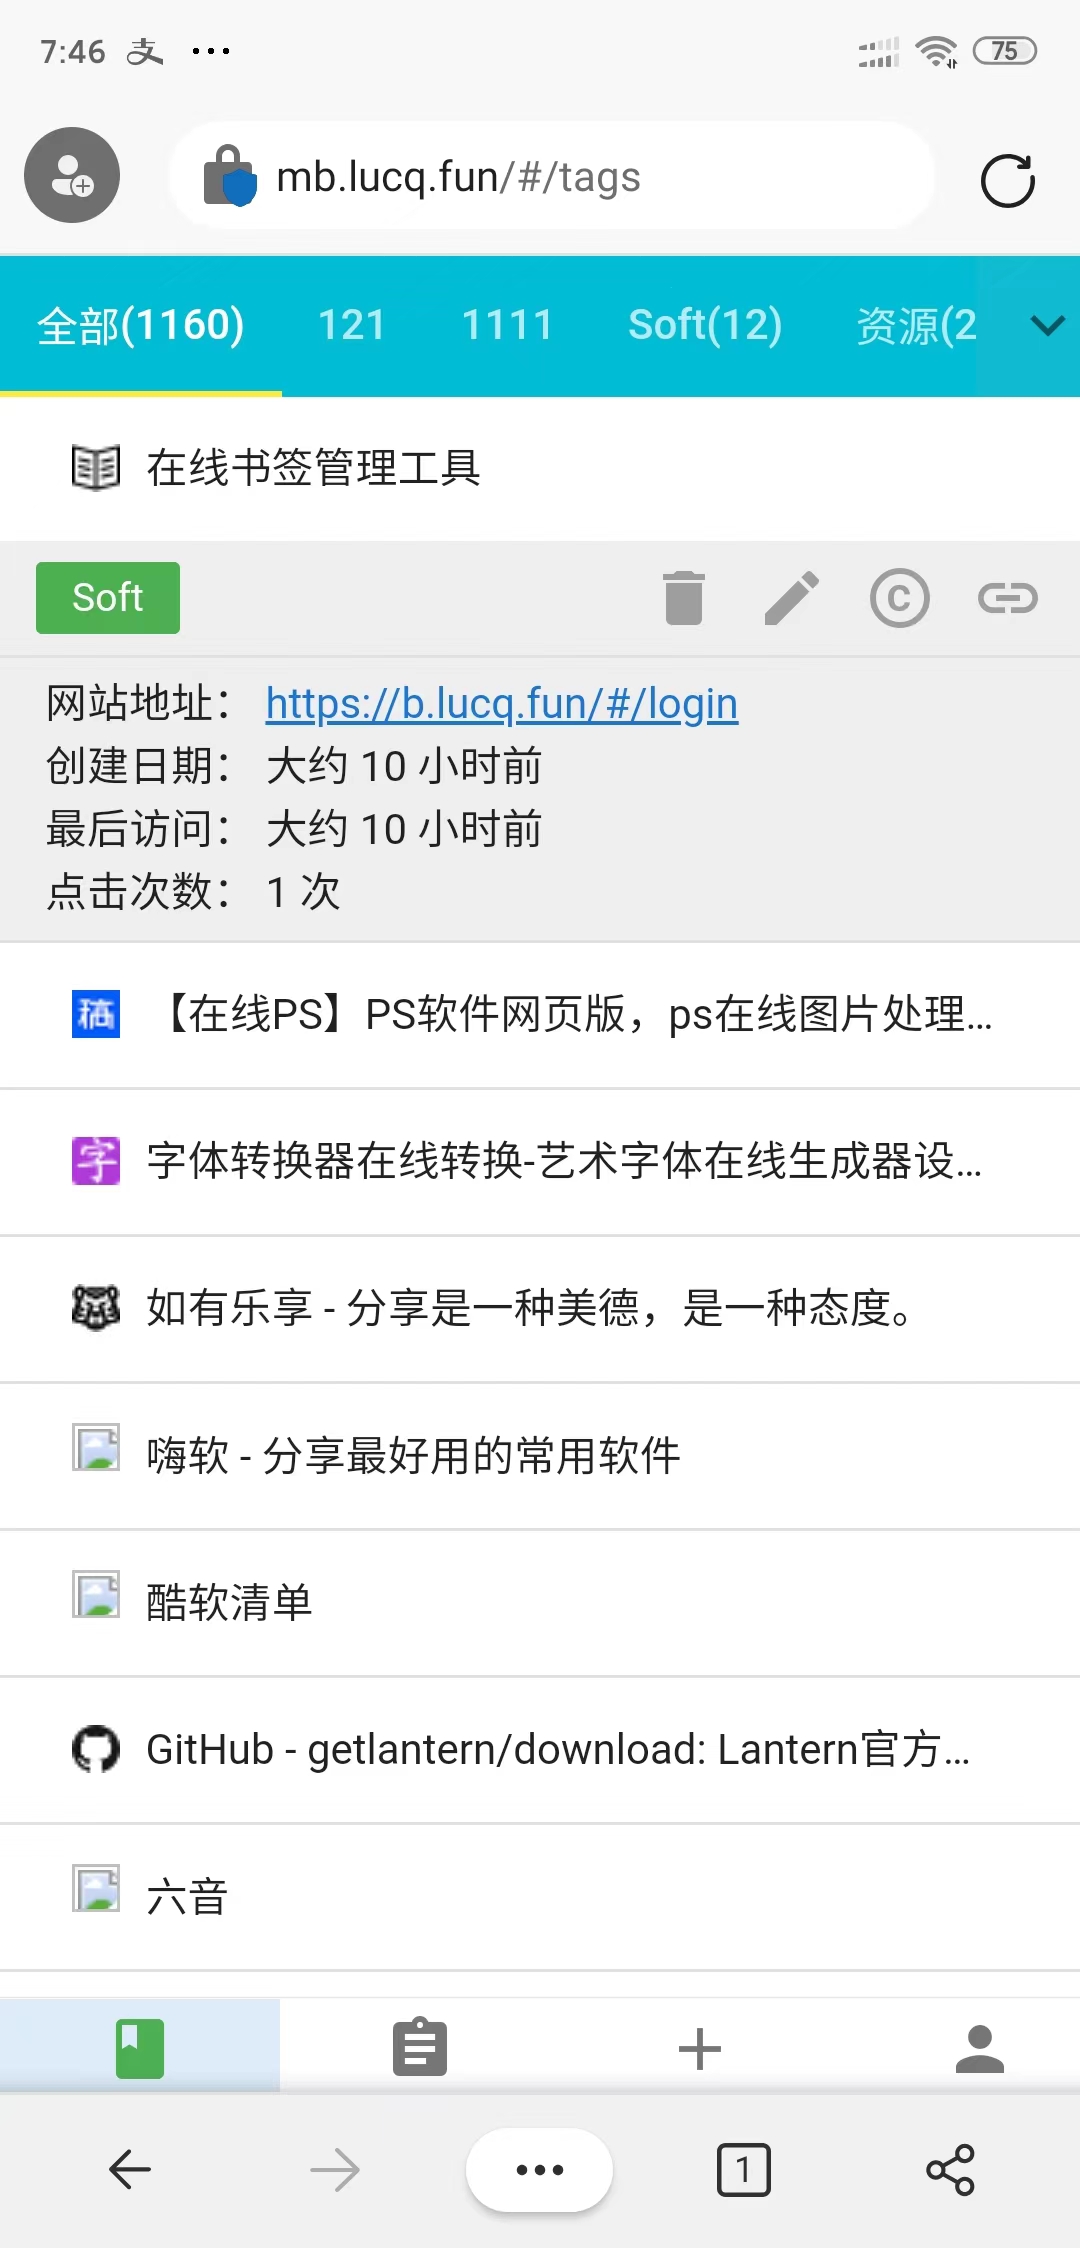 7:46 支 ...
75
mb.lucq.fun/#/tags
全部(1160) 121 1111 Soft(12) 资源(2
在线书签管理工具
Soft
C
网站地址： https://b.lucq.fun/#/login
创建日期： 大约 10 小时前
最后访问： 大约 10 小时前
点击次数： 1 次
稿 【在线PS】PS软件网页版，ps在线图片处理...
字 字体转换器在线转换-艺术字体在线生成器设...
如有乐享 - 分享是一种美德，是一种态度。
嗨软 - 分享最好用的常用软件
酷软清单
GitHub - getlantern/download: Lantern官方...
六音
1